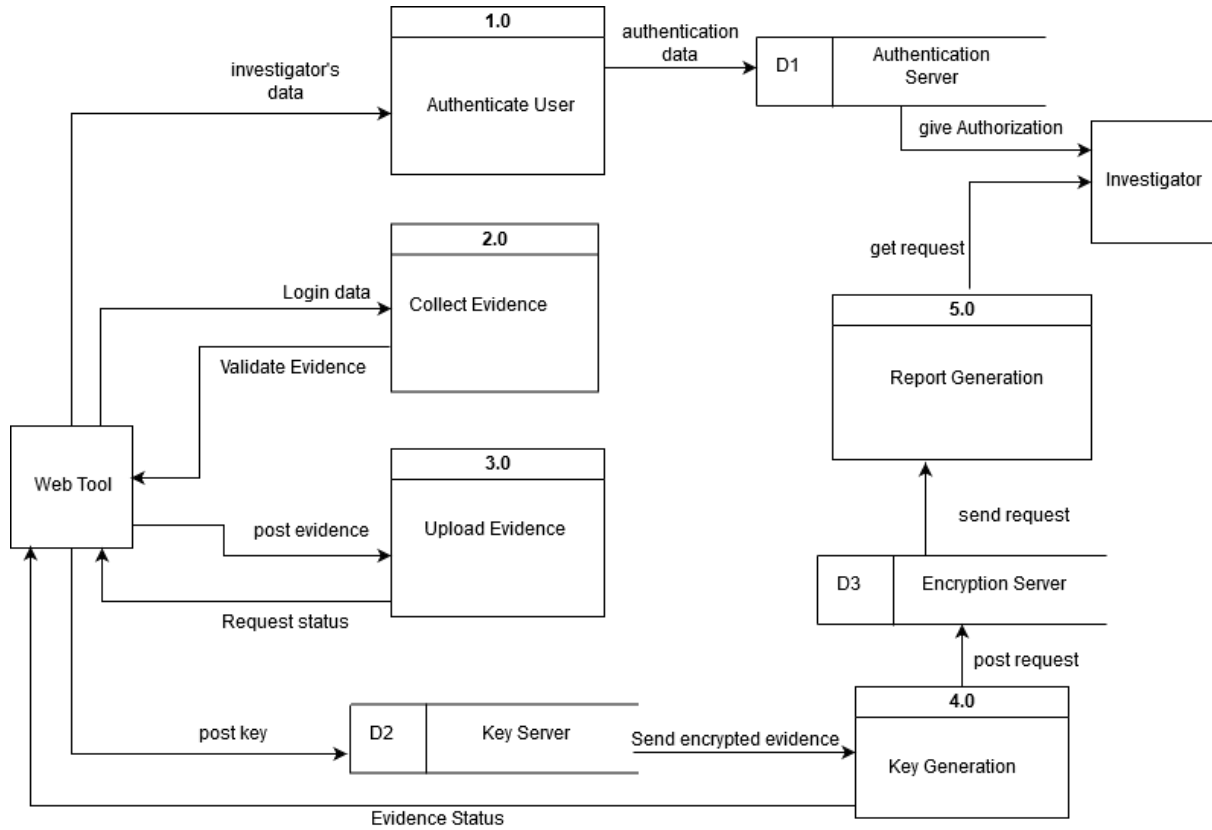 1.0
authentication
data
D1
Authentication
Server
investigator's
data
Authenticate User
give Authorization
Investigator
2.0
get request
Login data
Collect Evidence
5.0
Validate Evidence
Report Generation
3.0
Web Tool
post evidence
Upload Evidence
send request
D3
Encryption Server
Request status
post request
4.0
post key
D2
Key Server
Send encrypted evidence
Key Generation
Evidence Status